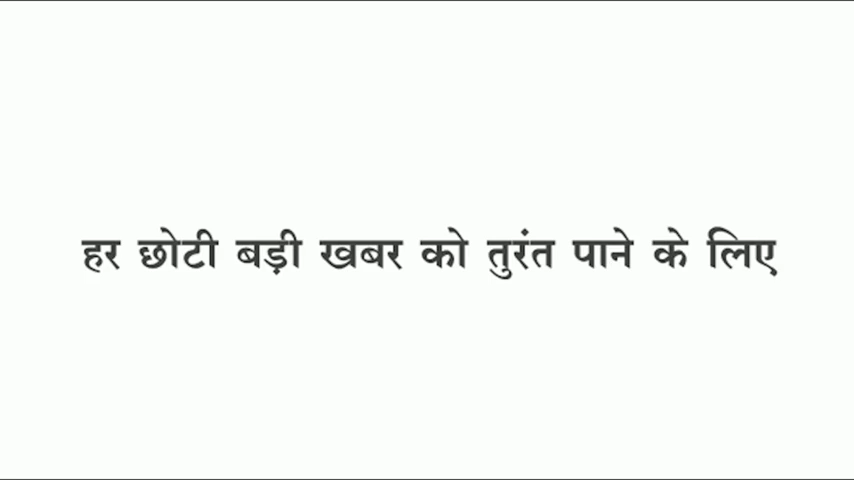 हर छोटी बड़ी खबर को तुरंत पाने के लिए